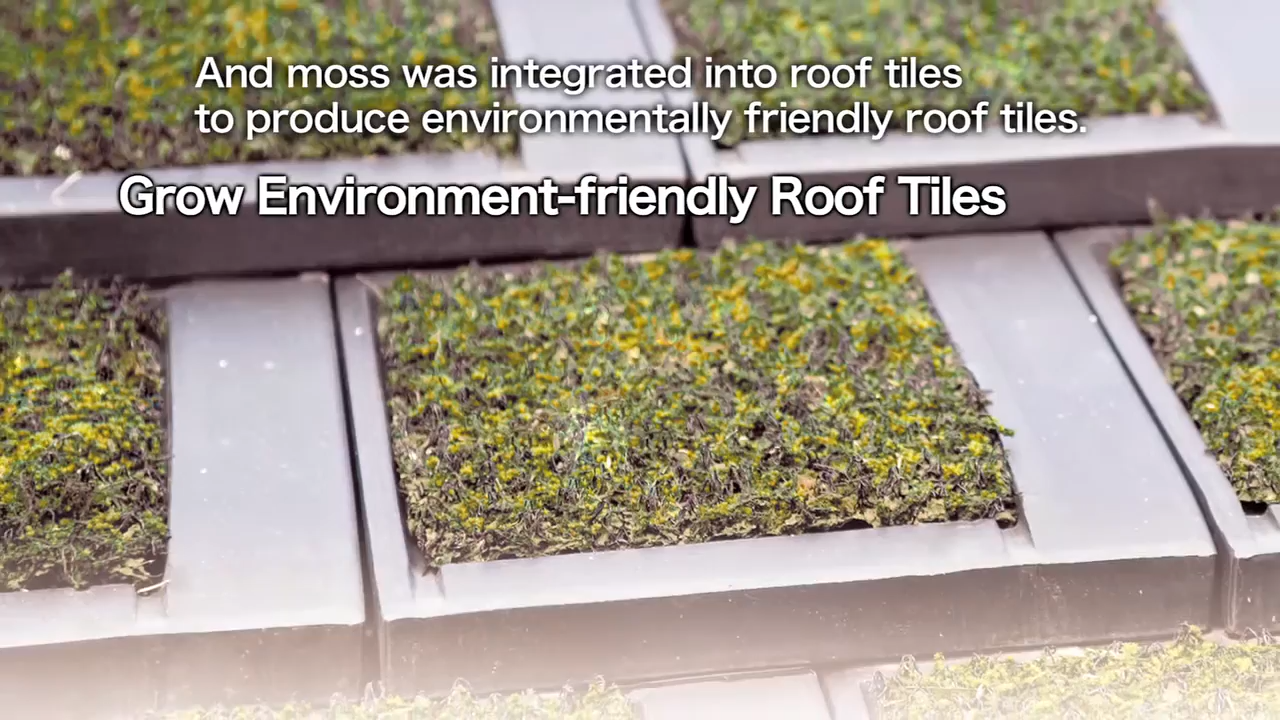 And moss was integrated into roof tiles
to produce environmentally friendly roof tiles.
Grow Environment-friendly Roof Tiles